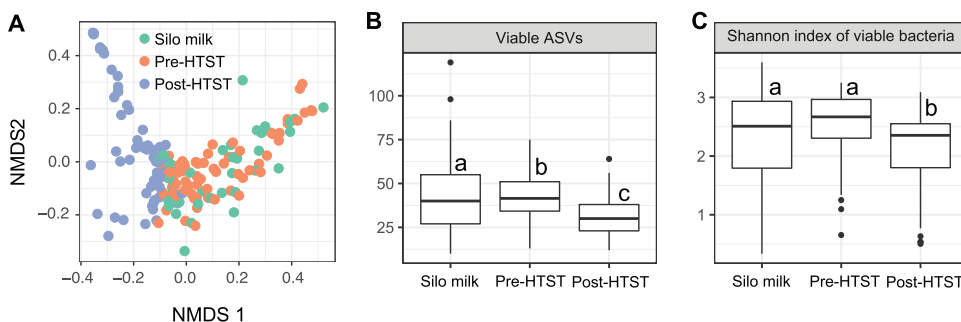 A
0.4
0.2
0.0
−0.2
NMDS2
Silo milk
Pre-HTST
Post-HTST
−0.4
−0.2
0.0
0.2
0.4
NMDS 1
B
Viable ASVs
100
75
50
25
a
b
c
Silo milk
Pre-HTST
Post-HTST
C
Shannon index of viable bacteria
3
2
1
a
a
b
Silo milk
Pre-HTST
Post-HTST